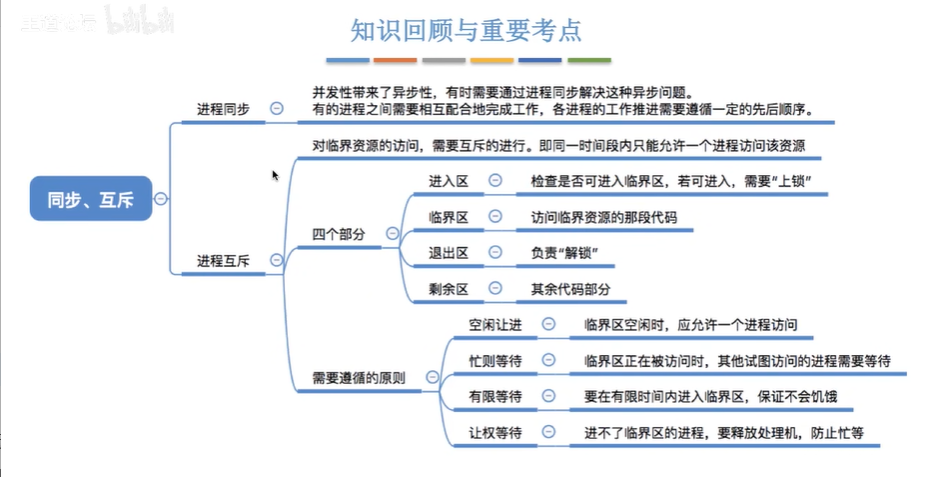 知识回顾与重要考点
进程同步
并发性带来了异步性，有时需要通过进程同步解决这种异步问题。
有的进程之间需要相互配合地完成工作，各进程的工作推进需要遵循一定的先后顺序。
同步、互斥
进程互斥
对临界资源的访问，需要互斥的进行。即同一时间段内只能允许一个进程访问该资源
四个部分
进入区
检查是否可进入临界区，若可进入，需要“上锁”
临界区
访问临界资源的那段代码
退出区
负责“解锁”
剩余区
其余代码部分
需要遵循的原则
空闲让进
临界区空闲时，应允许一个进程访问
忙则等待
临界区正在被访问时，其他试图访问的进程需要等待
有限等待
要在有限时间内进入临界区，保证不会饥饿
让权等待
进不了临界区的进程，要释放处理机，防止忙等